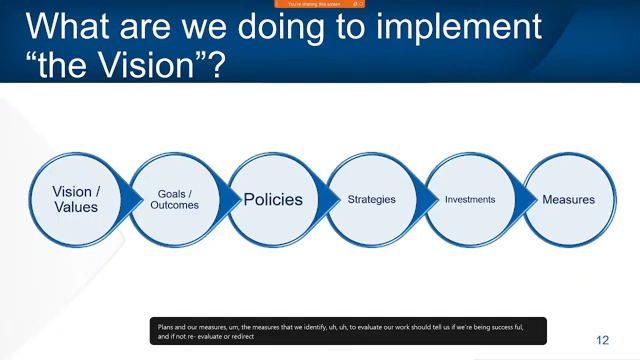 You're sharing this screen
What are we doing to implement
“the Vision”?
Vision /
Values
Goals /
Outcomes
Policies
Strategies
Investments
Measures
Plans and our measures, um, the measures that we identify, uh, uh, to evaluate our work should tell us if we're being success ful,
and if not re- evaluate or redirect
12